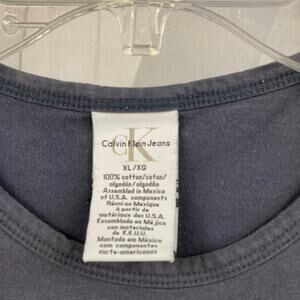 CK
Calvin Klein Jeans
XL/XG
100% cotton/coton/
algodón/algodão
Assembled in Mexico
of U.S.A. components
Réuni au Mexique
à partir de
matériaux des U.S.A.
Ensamblado en Méjico
con materiales
de E.E.U.U.
Montado em México
com componentes
norte-americanos